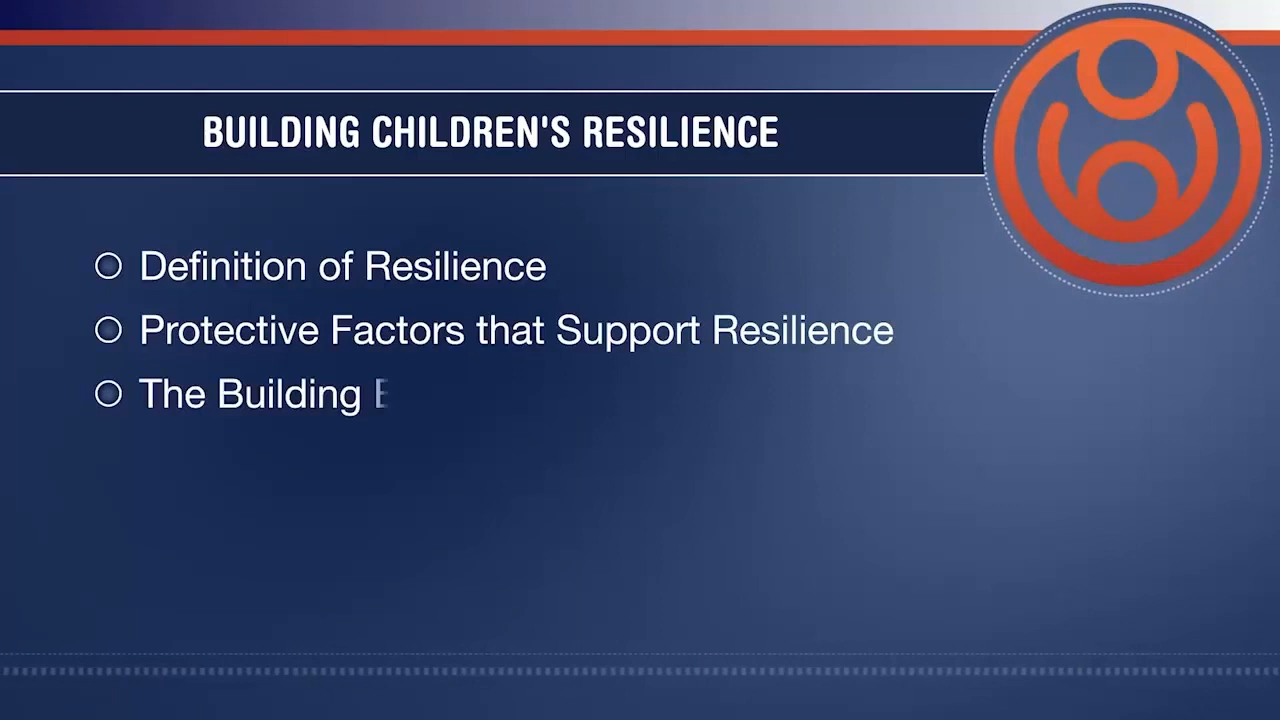 BUILDING CHILDREN'S RESILIENCE
Definition of Resilience
Protective Factors that Support Resilience
The Building